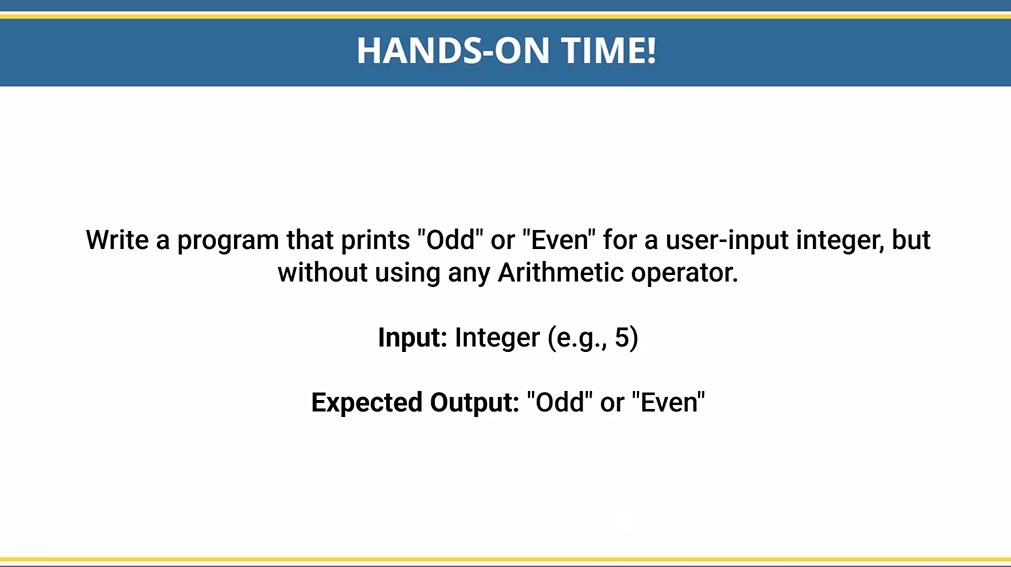 HANDS-ON TIME!
Write a program that prints "Odd" or "Even" for a user-input integer, but
without using any Arithmetic operator.
Input: Integer (e.g., 5)
Expected Output: "Odd" or "Even"